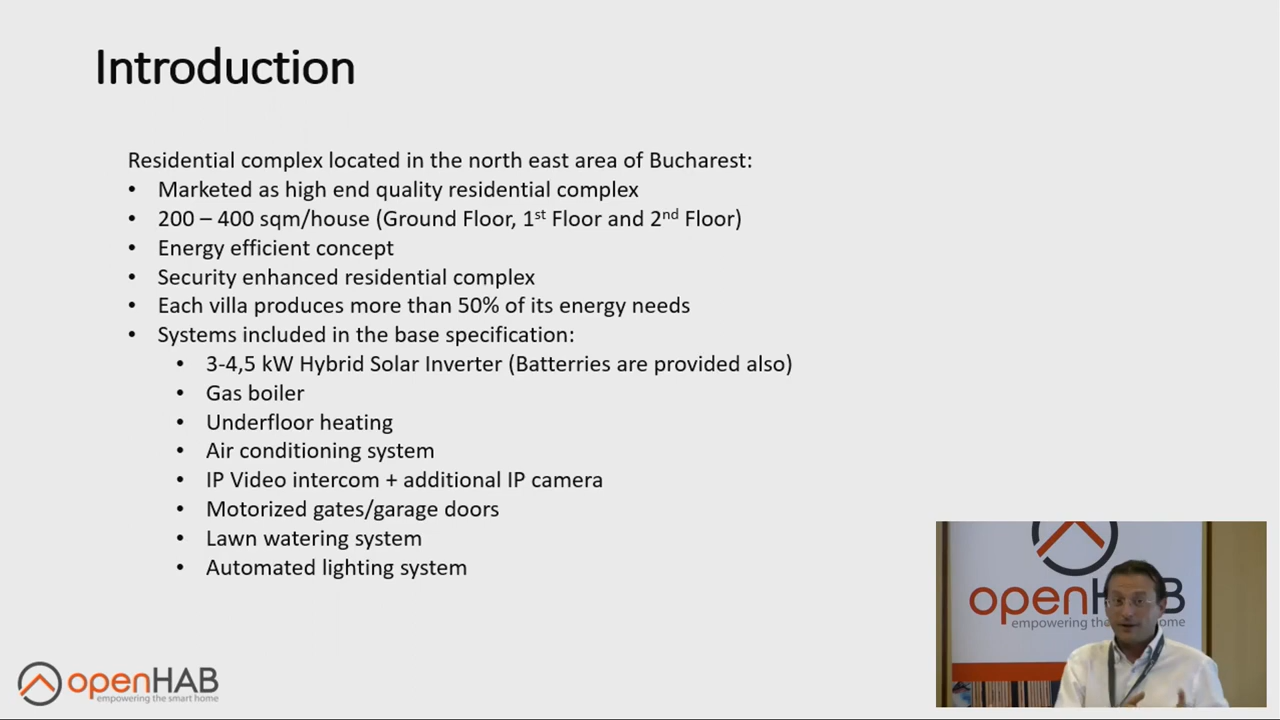 Introduction
Residential complex located in the north east area of Bucharest:
• Marketed as high end quality residential complex
• 200 – 400 sqm/house (Ground Floor, 1st Floor and 2nd Floor)
• Energy efficient concept
• Security enhanced residential complex
• Each villa produces more than 50% of its energy needs
• Systems included in the base specification:
• 3-4,5 kW Hybrid Solar Inverter (Batterries are provided also)
• Gas boiler
• Underfloor heating
• Air conditioning system
• IP Video intercom + additional IP camera
• Motorized gates/garage doors
• Lawn watering system
• Automated lighting system
openHAB
empowering the smart home
openHAB
empowering the home